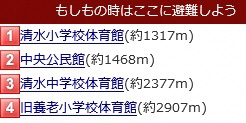 もしもの時はここに避難しよう
1 清水小学校体育館(約1317m)
2 中央公民館(約1468m)
3 清水中学校体育館(約2377m)
4 旧養老小学校体育館(約2907m)